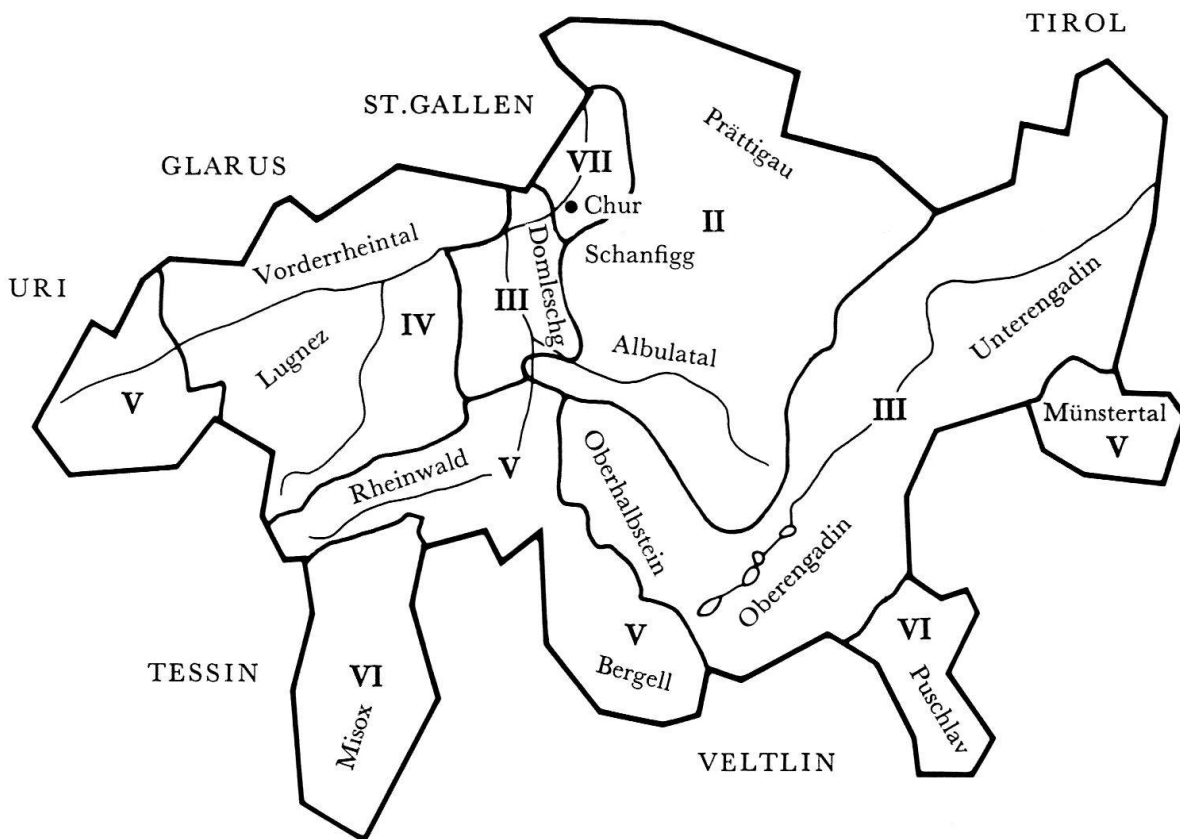 TIROL
ST.GALLEN
Prättigau
GLARUS
VII
Chur
II
Vorderrheintal
Domleschg
Schanfigg
URI
III
IV
Unterengadin
Lugnez
Albulatal
V
III
Münstertal
V
Rheinwald
V
Oberhalbstein
Oberengadin
VI
V
TESSIN
VI
Bergell
Puschlav
Misox
VELTLIN